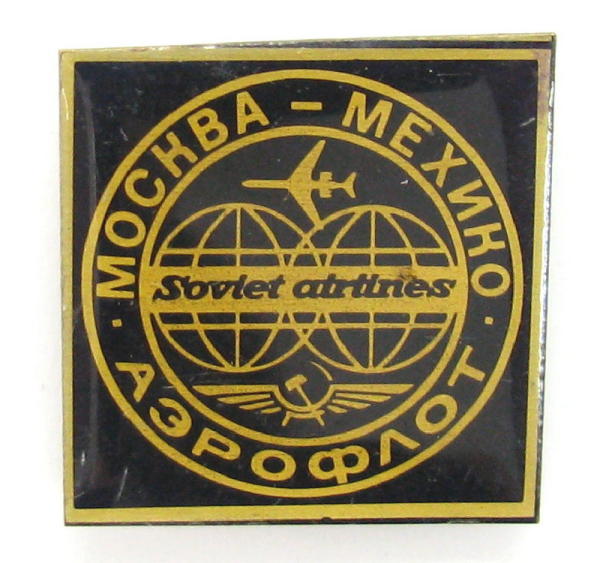 МОСКВА – МЕХИКО
Soviet airlines
· АЭРОФЛОТ ·